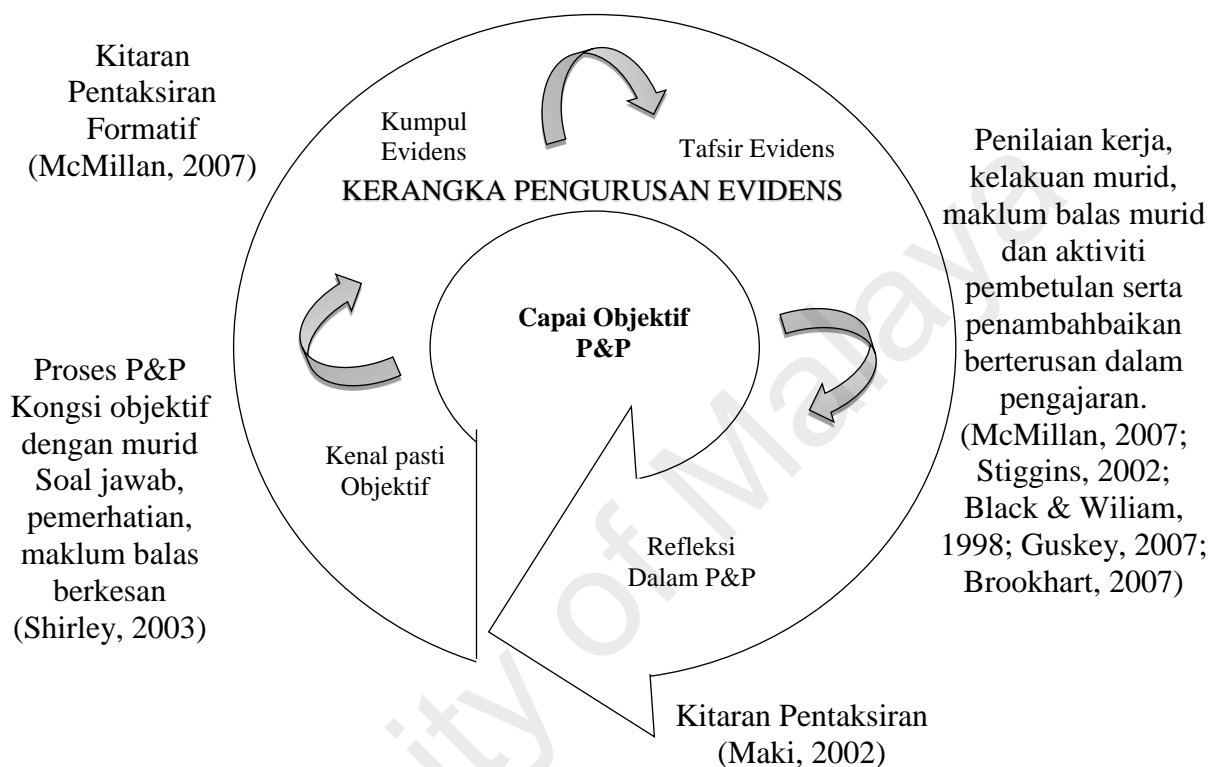 Kitaran
Pentaksiran
Formatif
(McMillan, 2007)
Kumpul
Evidens
Tafsir Evidens
KERANGKA PENGURUSAN EVIDENS
Capai Objektif
P&P
Kenal pasti
Objektif
Refleksi
Dalam P&P
Proses P&P
Kongsi objektif
dengan murid
Soal jawab,
pemerhatian,
maklum balas
berkesan
(Shirley, 2003)
Penilaian kerja,
kelakuan murid,
maklum balas murid
dan aktiviti
pembetulan serta
penambahbaikan
berterusan dalam
pengajaran.
(McMillan, 2007;
Stiggins, 2002;
Black & Wiliam,
1998; Guskey, 2007;
Brookhart, 2007)
Kitaran Pentaksiran
(Maki, 2002)
ity of Malaya